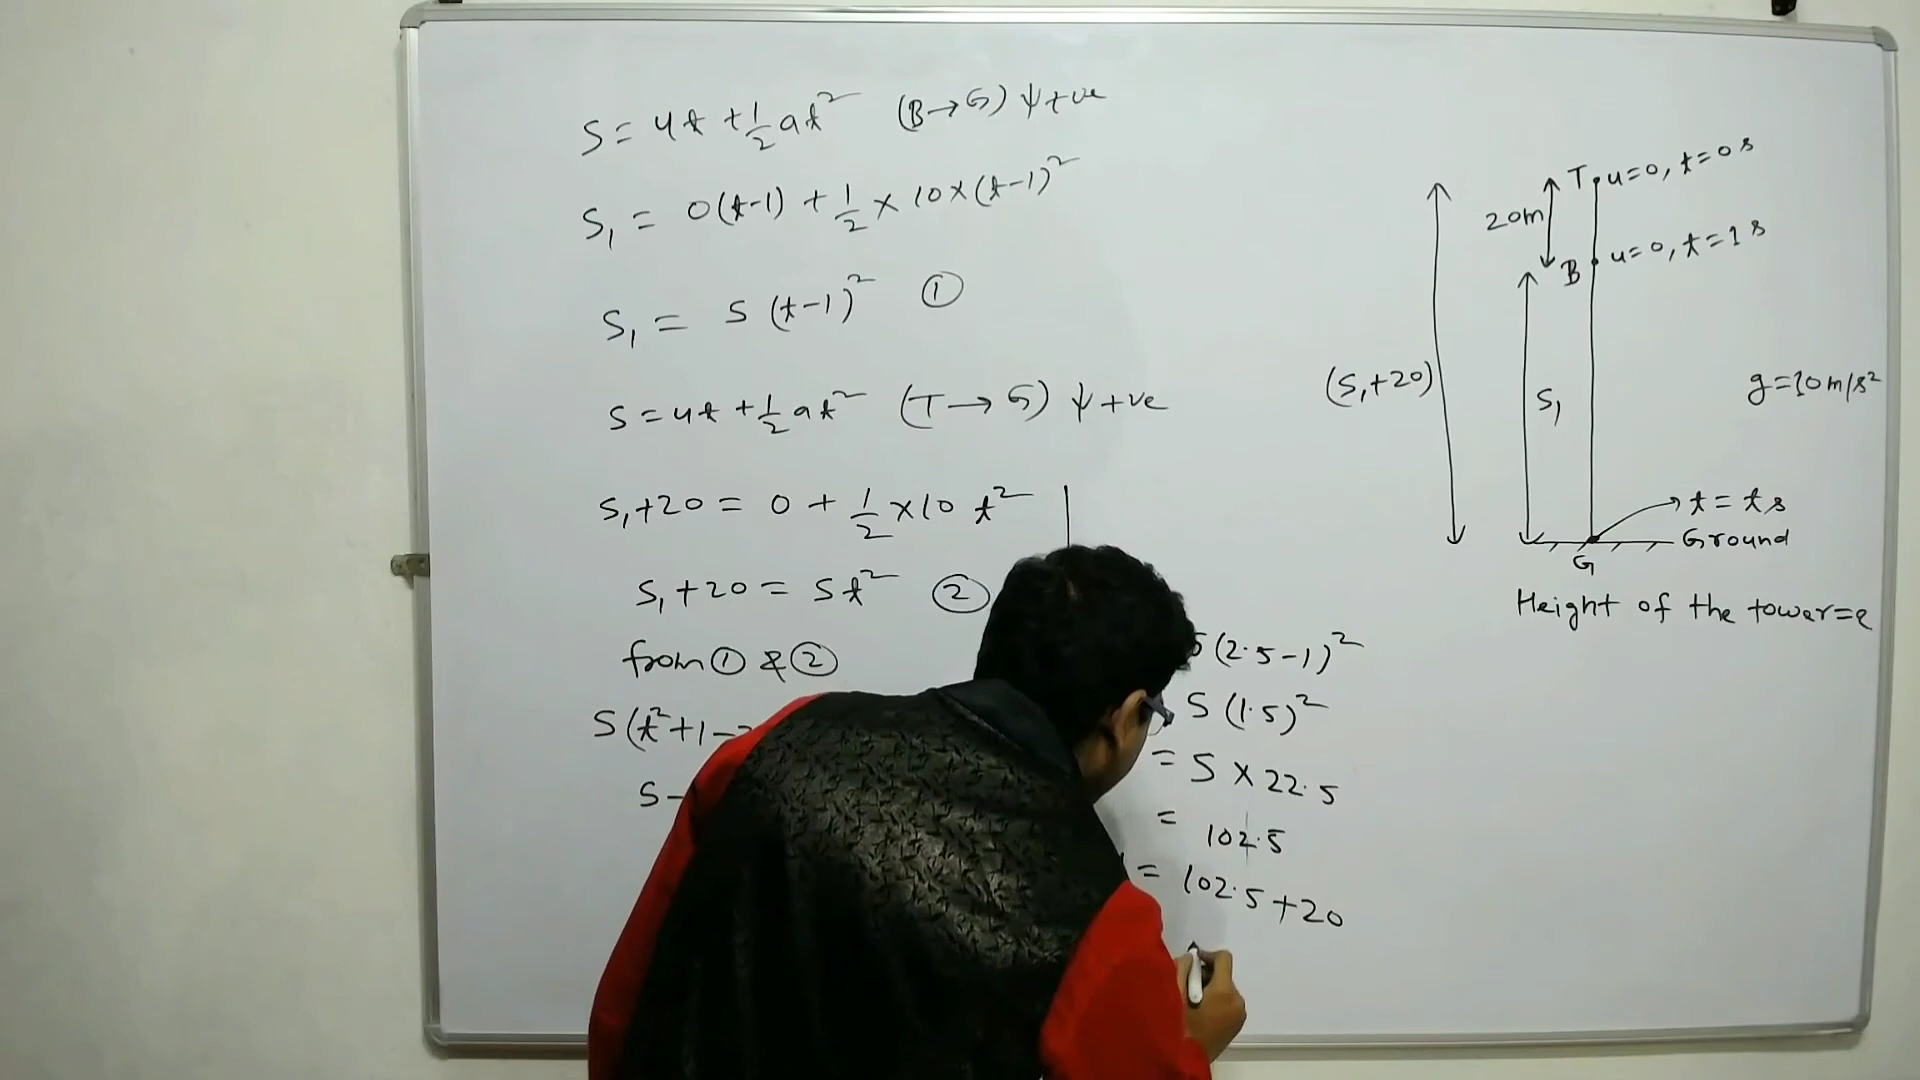 S = ut + 1/2 at² (B → G) ↓ +ve
S₁ = 0(t-1) + 1/2 × 10 × (t-1)²
S₁ = 5 (t-1)² ①
S = ut + 1/2 at² (T → G) ↓ +ve
S₁+20 = 0 + 1/2 ×10 t²
S₁+20 = 5t² ②
from ① & ②
5(t²+1-
5-
5(2.5-1)²
5(1.5)²
= 5 × 22.5
= 102.5
= 102.5+20
T u=0, t=0 s
20m
B u=0, t=1 s
(S₁+20)
S₁
g=10m/s²
t = t s
Ground
G
Height of the tower=?